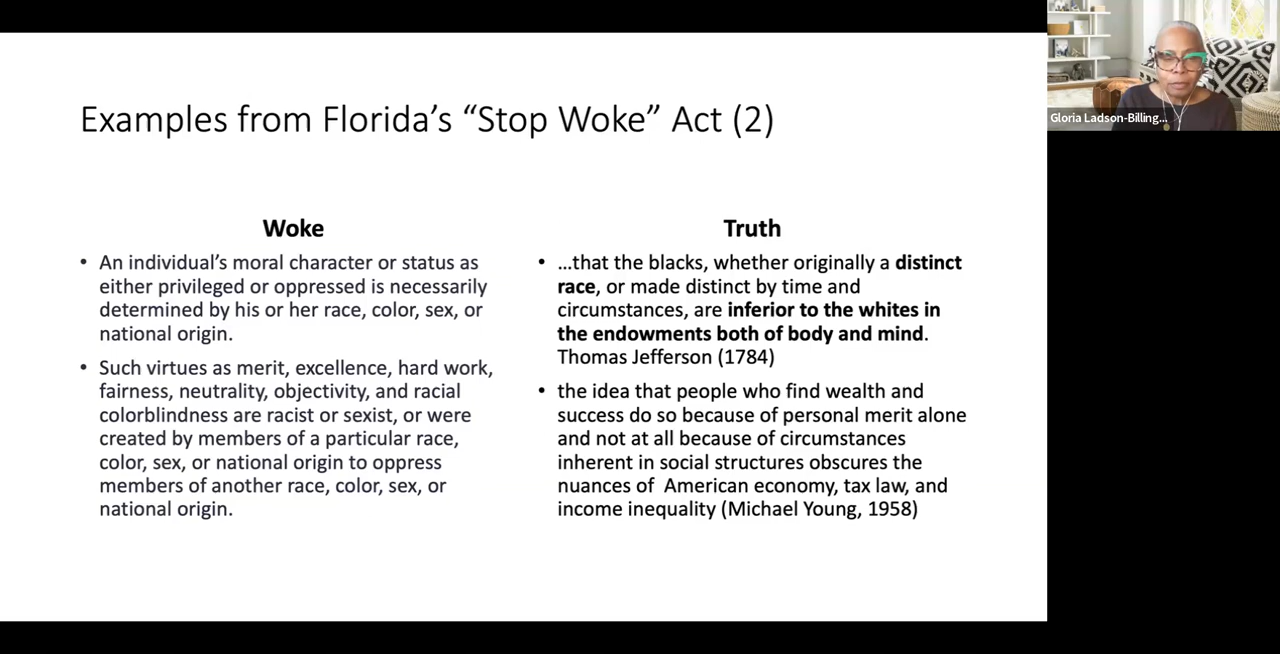 Examples from Florida's “Stop Woke” Act (2)
Gloria Ladson-Billing...
Woke
• An individual's moral character or status as
either privileged or oppressed is necessarily
determined by his or her race, color, sex, or
national origin.
• Such virtues as merit, excellence, hard work,
fairness, neutrality, objectivity, and racial
colorblindness are racist or sexist, or were
created by members of a particular race,
color, sex, or national origin to oppress
members of another race, color, sex, or
national origin.
Truth
• ...that the blacks, whether originally a distinct
race, or made distinct by time and
circumstances, are inferior to the whites in
the endowments both of body and mind.
Thomas Jefferson (1784)
• the idea that people who find wealth and
success do so because of personal merit alone
and not at all because of circumstances
inherent in social structures obscures the
nuances of American economy, tax law, and
income inequality (Michael Young, 1958)